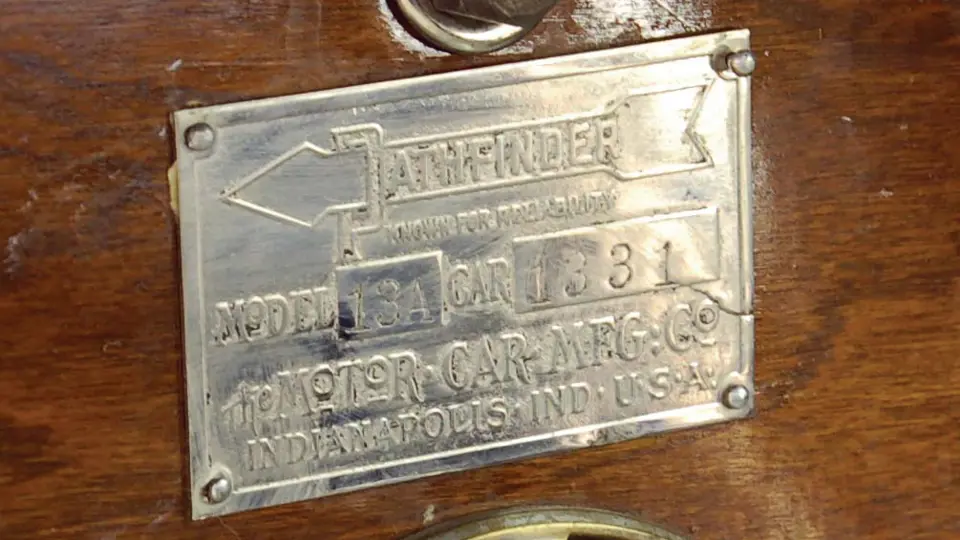 PATHFINDER
KNOWN FOR RELIABILITY
MODEL 13A CAR 1331
THE MOTOR CAR MFG. CO
INDIANAPOLIS IND. U.S.A.